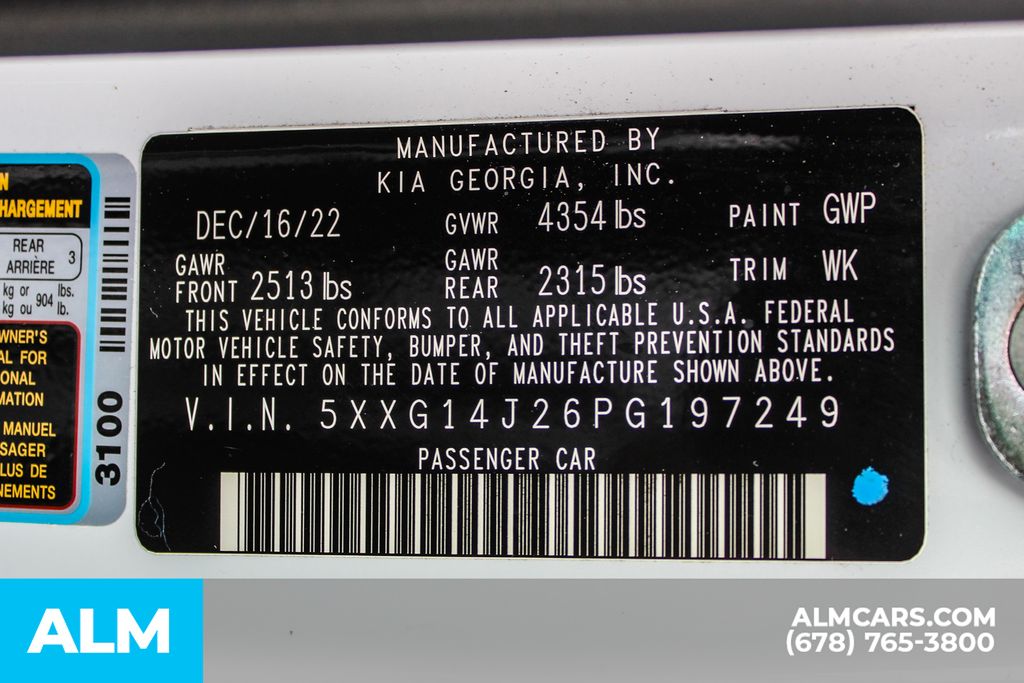 MANUFACTURED BY
KIA GEORGIA, INC.
DEC/16/22 GVWR 4354 lbs PAINT GWP
GAWR FRONT 2513 lbs GAWR REAR 2315 lbs TRIM WK
THIS VEHICLE CONFORMS TO ALL APPLICABLE U.S.A. FEDERAL
MOTOR VEHICLE SAFETY, BUMPER, AND THEFT PREVENTION STANDARDS
IN EFFECT ON THE DATE OF MANUFACTURE SHOWN ABOVE.
V.I.N. 5XXG14J26PG197249
PASSENGER CAR
N
HARGEMENT
REAR
ARRIÈRE 3
kg or 904 lbs.
kg ou lb.
WNER'S
AL FOR
ONAL
MATION
MANUEL
SAGER
LUS DE
NEMENTS
3100
ALM
ALMCARS.COM
(678) 765-3800